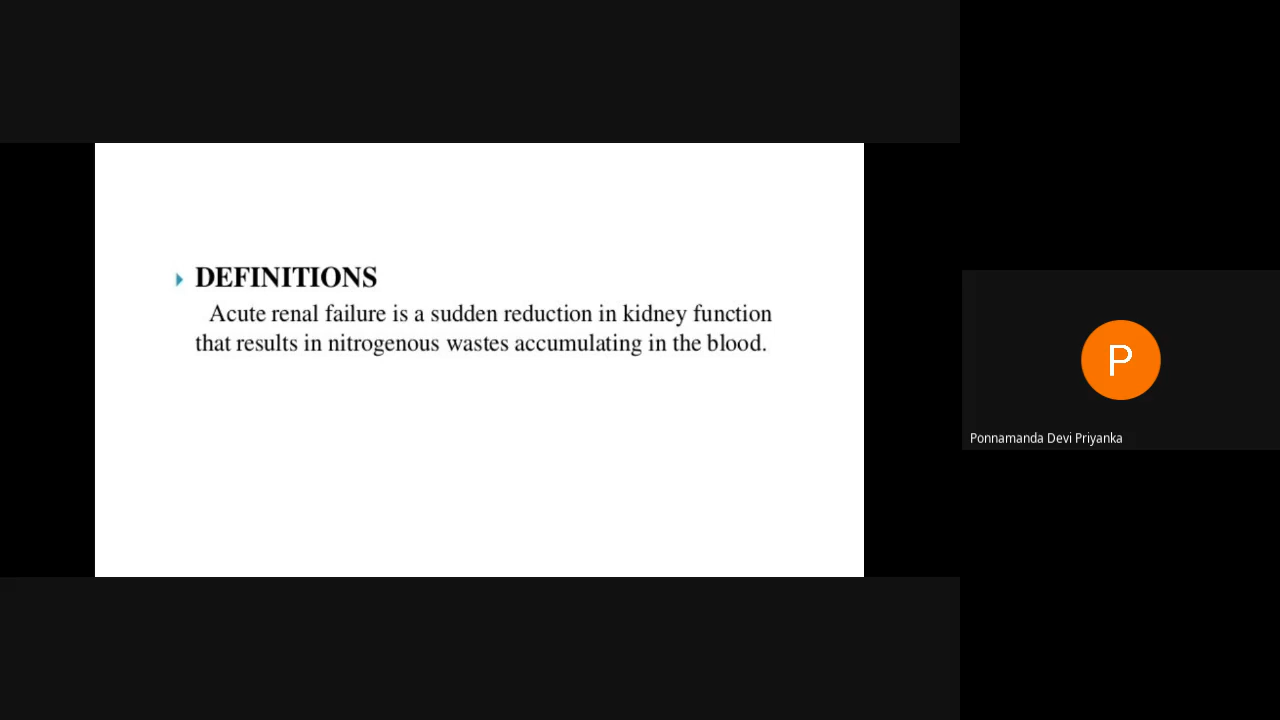 DEFINITIONS
Acute renal failure is a sudden reduction in kidney function
that results in nitrogenous wastes accumulating in the blood.
P
Ponnamanda Devi Priyanka